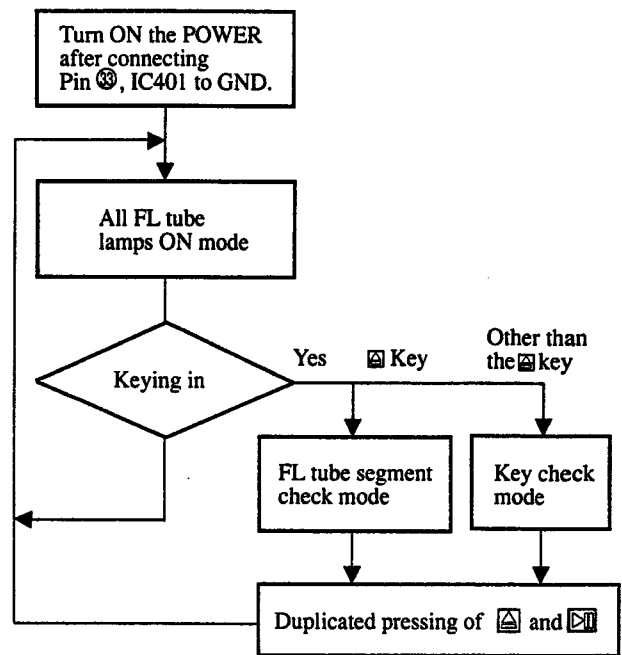 Turn ON the POWER
after connecting
Pin ㉝, IC401 to GND.
All FL tube
lamps ON mode
Keying in
Yes
⏏ Key
Other than
the ⏏ key
FL tube segment
check mode
Key check
mode
Duplicated pressing of ⏏ and ▷II